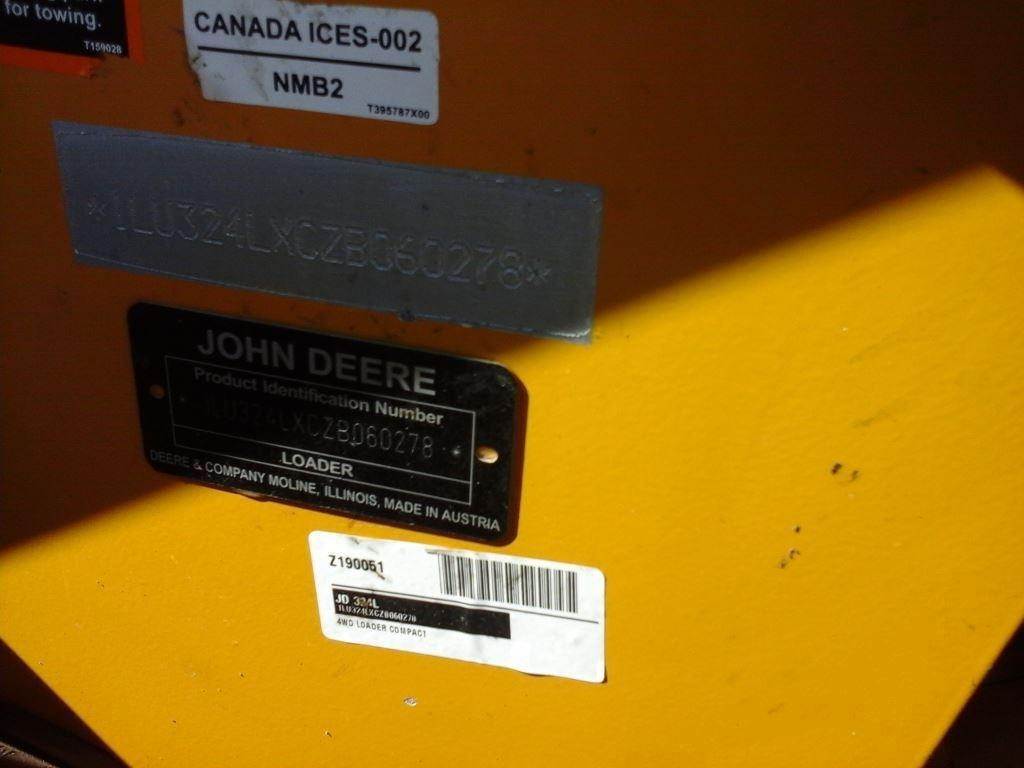 for towing.
T159028
CANADA ICES-002
NMB2
T395787X00
*1LU324LXCZB060278*
JOHN DEERE
Product Identification Number
1LU324LXCZB060278
LOADER
DEERE & COMPANY MOLINE, ILLINOIS, MADE IN AUSTRIA
Z190051
JD 324L
1LU324LXCZB060278
4WD LOADER COMPACT